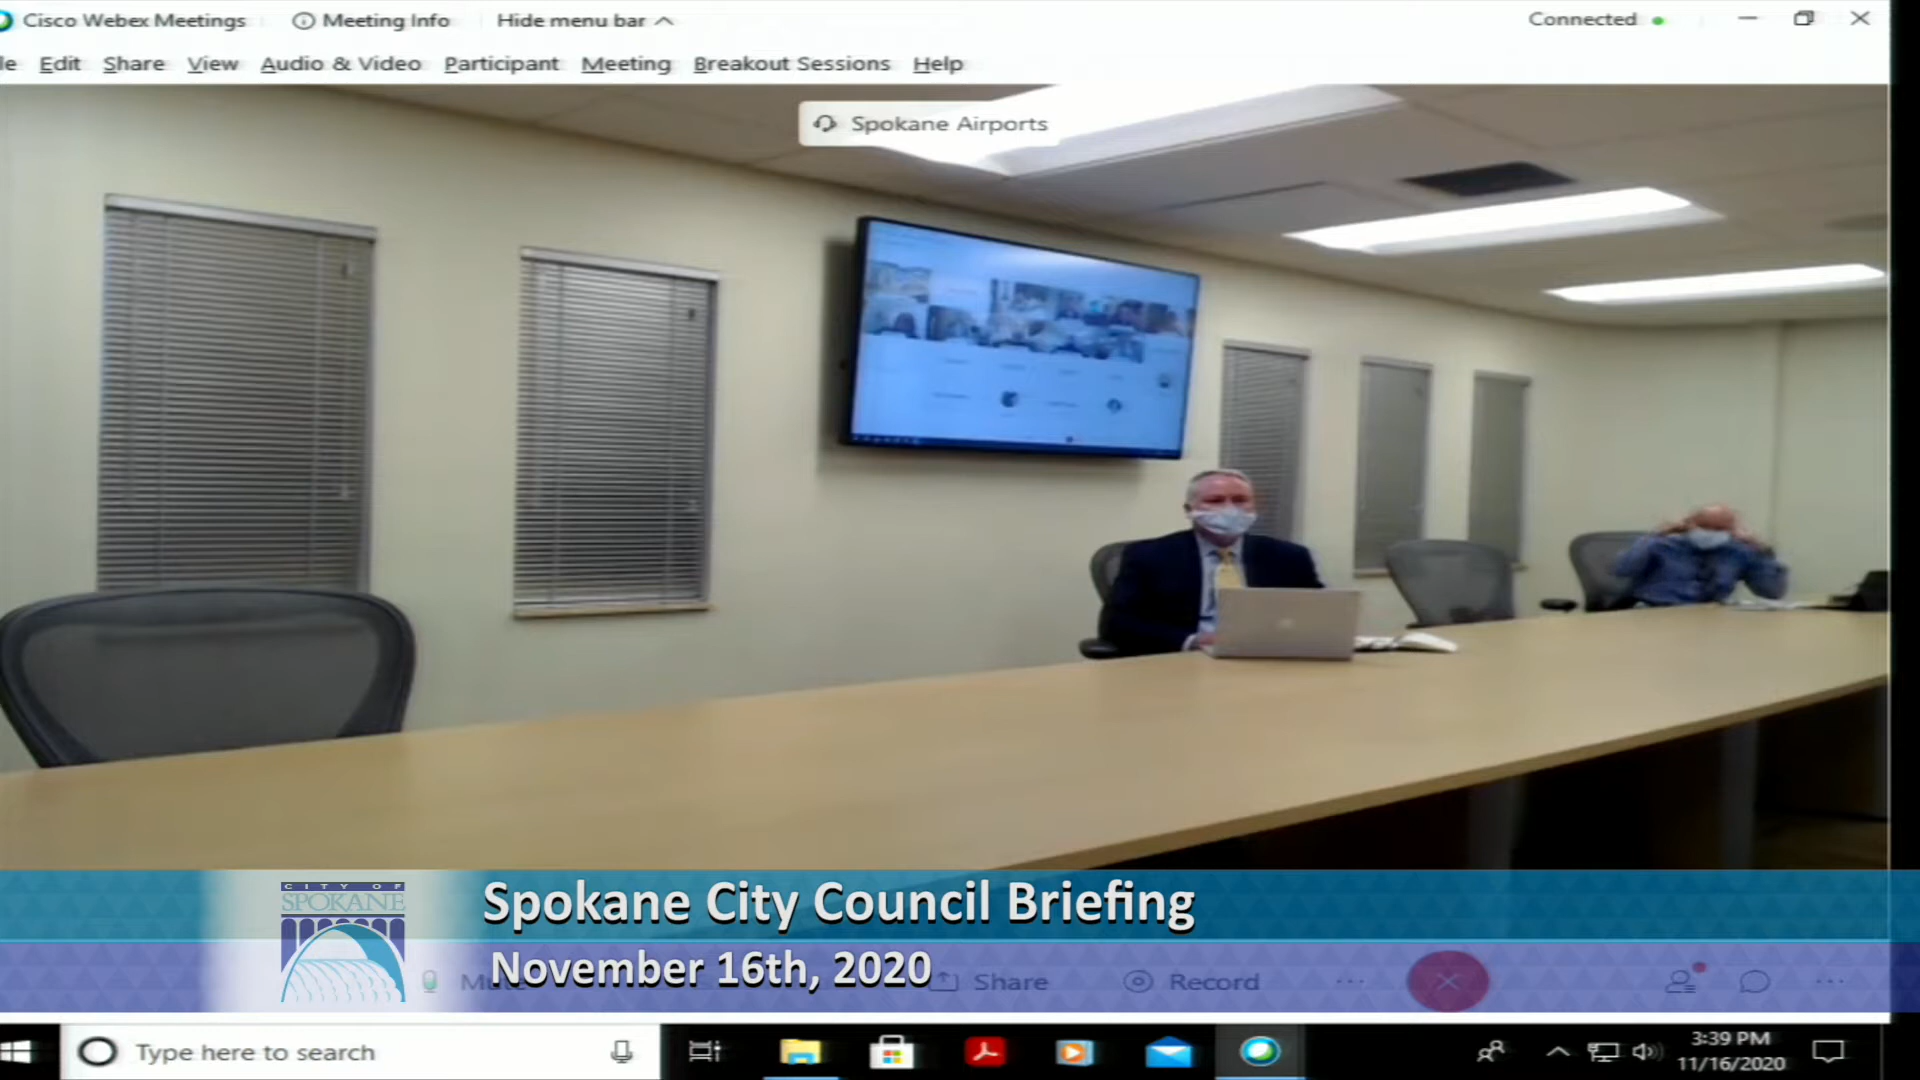 Cisco Webex Meetings Meeting Info Hide menu bar Connected
le Edit Share View Audio & Video Participant Meeting Breakout Sessions Help
Spokane Airports
CITY OF
SPOKANE
Spokane City Council Briefing
November 16th, 2020
Mute Share Record
Type here to search
3:39 PM
11/16/2020